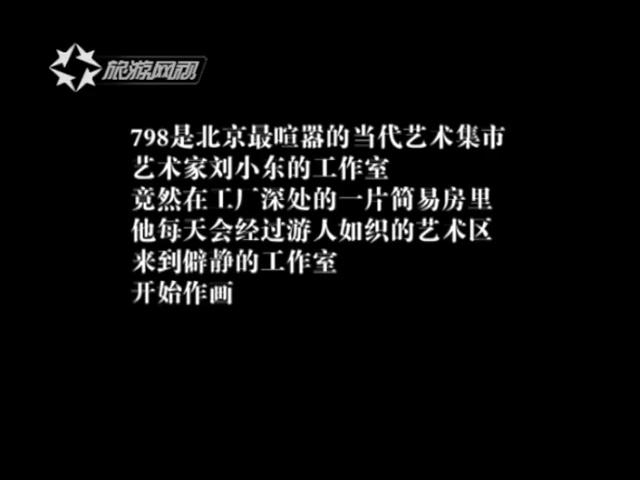 旅游网视
798是北京最喧嚣的当代艺术集市
艺术家刘小东的工作室
竟然在工厂深处的一片简易房里
他每天会经过游人如织的艺术区
来到僻静的工作室
开始作画